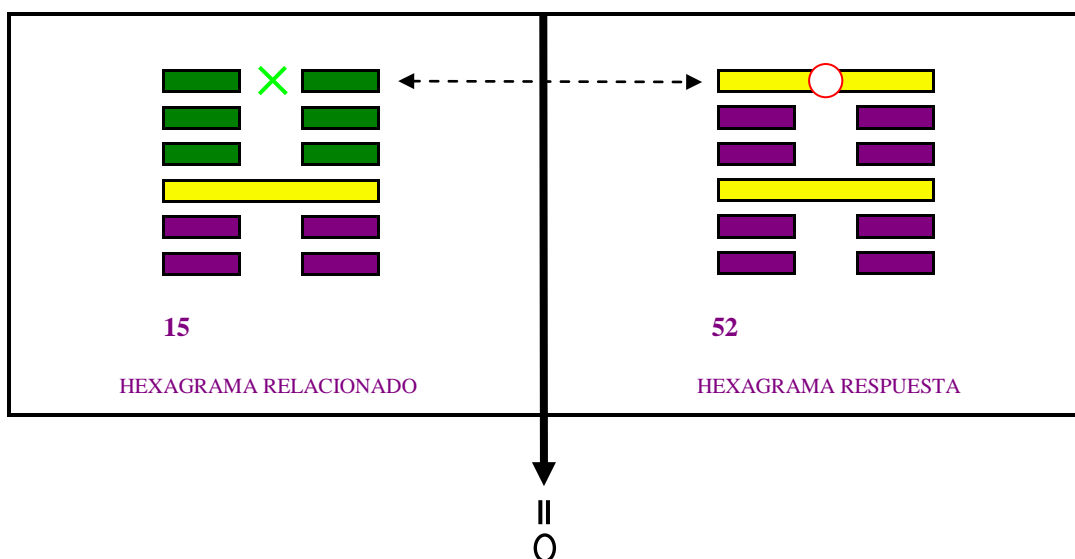 15
HEXAGRAMA RELACIONADO
52
HEXAGRAMA RESPUESTA
=
O